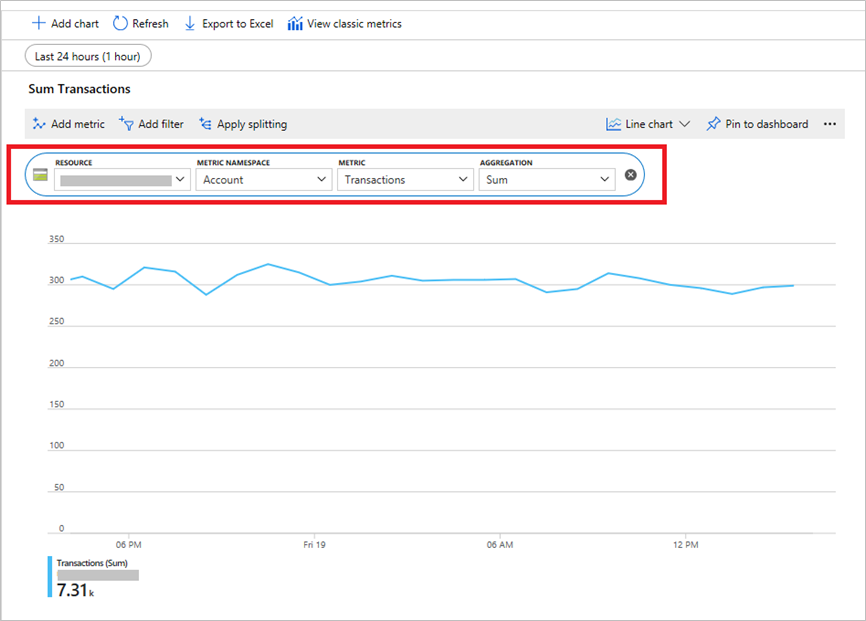 Add chart Refresh Export to Excel View classic metrics
Last 24 hours (1 hour)
Sum Transactions
Add metric Add filter Apply splitting Line chart Pin to dashboard
RESOURCE METRIC NAMESPACE METRIC AGGREGATION
Account Transactions Sum
350
300
250
200
150
100
50
0
06 PM Fri 19 06 AM 12 PM
Transactions (Sum)
7.31 k